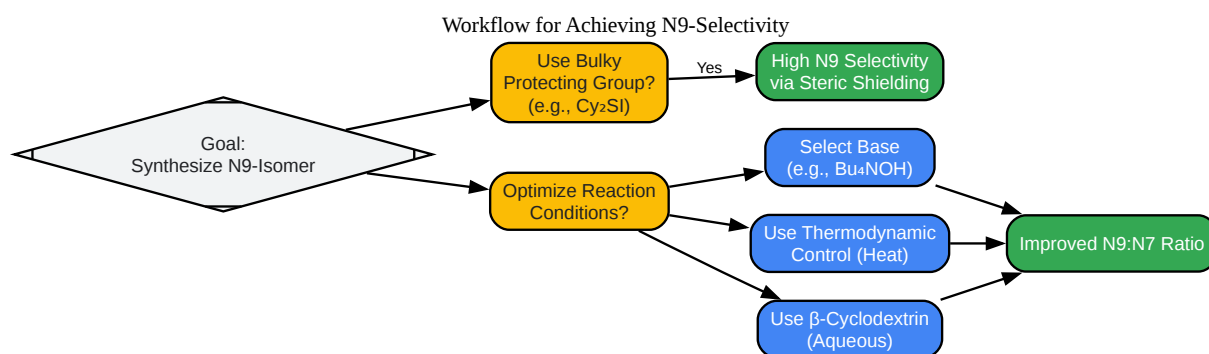 Workflow for Achieving N9-Selectivity
Goal:
Synthesize N9-Isomer
Use Bulky
Protecting Group?
(e.g., Cy₂SI)
Yes
High N9 Selectivity
via Steric Shielding
Optimize Reaction
Conditions?
Select Base
(e.g., Bu₄NOH)
Use Thermodynamic
Control (Heat)
Use β-Cyclodextrin
(Aqueous)
Improved N9:N7 Ratio